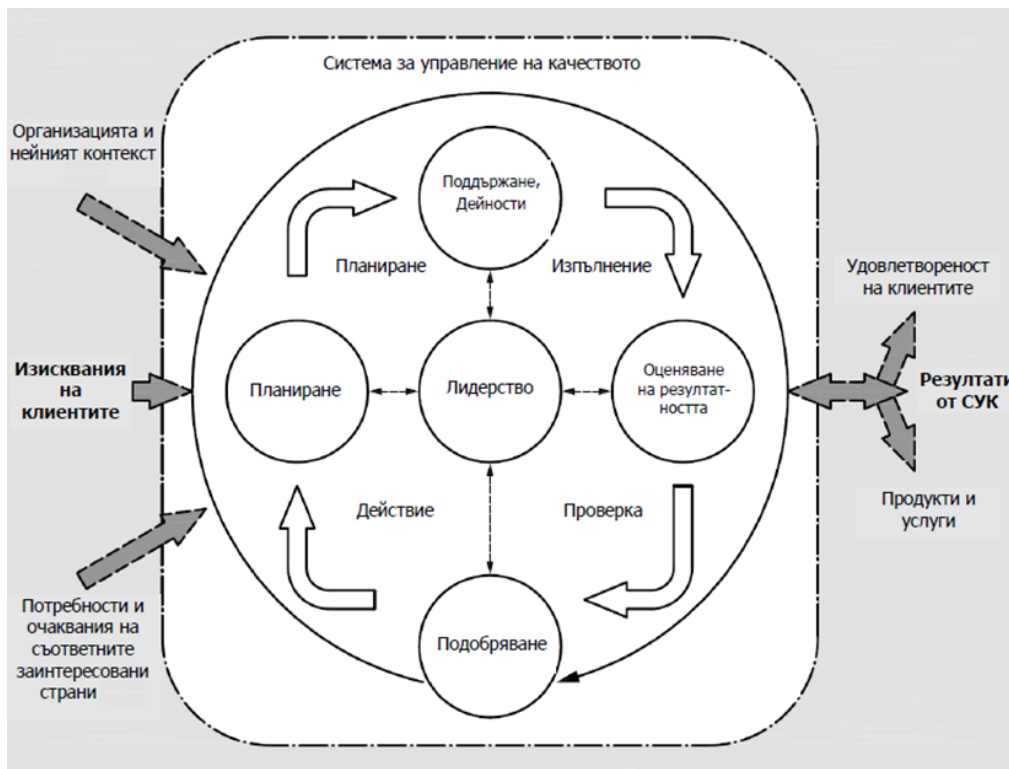 Система за управление на качеството
Организацията и
нейният контекст
Поддържане,
Дейности
Планиране
Изпълнение
Удовлетвореност
на клиентите
Изисквания
на
клиентите
Планиране
Лидерство
Оценяване
на резултат-
ността
Резултати
от СУК
Действие
Проверка
Продукти и
услуги
Потребности и
очаквания на
съответните
заинтересовани
страни
Подобряване